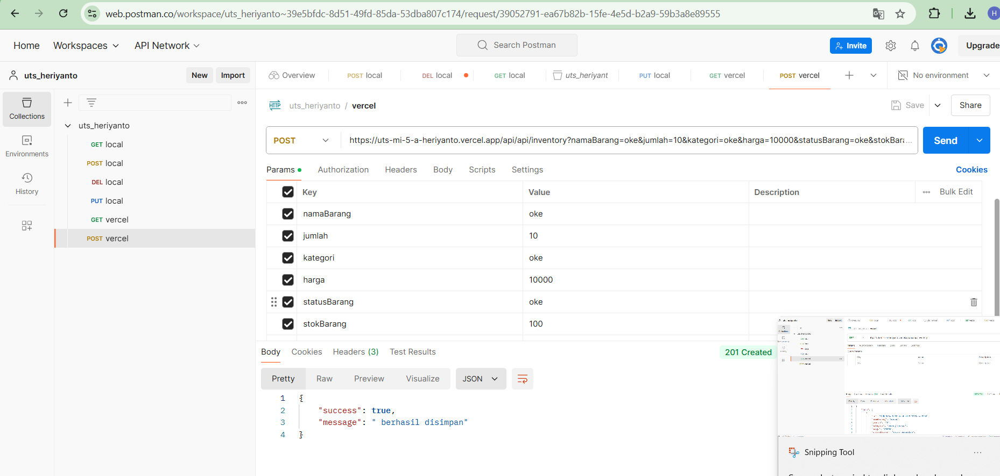 web.postman.co/workspace/uts_heriyanto~39e5bfdc-8d51-49fd-85da-53dba807c174/request/39052791-ea67b82b-15fe-4e5d-b2a9-59b3a8e89555
H
Home Workspaces API Network Search Postman Invite Upgrade
uts_heriyanto New Import Overview POST local DEL local GET local uts_heriyant PUT local GET vercel POST vercel No environment
Collections
Environments
History
uts_heriyanto
GET local
POST local
DEL local
PUT local
GET vercel
POST vercel
HTTP uts_heriyanto / vercel Save Share
POST https://uts-mi-5-a-heriyanto.vercel.app/api/api/inventory?namaBarang=oke&jumlah=10&kategori=oke&harga=10000&statusBarang=oke&stokBara... Send
Params Authorization Headers Body Scripts Settings Cookies
Key Value Description Bulk Edit
namaBarang oke
jumlah 10
kategori oke
harga 10000
statusBarang oke
stokBarang 100
Body Cookies Headers (3) Test Results 201 Created
Pretty Raw Preview Visualize JSON
1 {
2 "success": true,
3 "message": " berhasil disimpan"
4 }
Snipping Tool